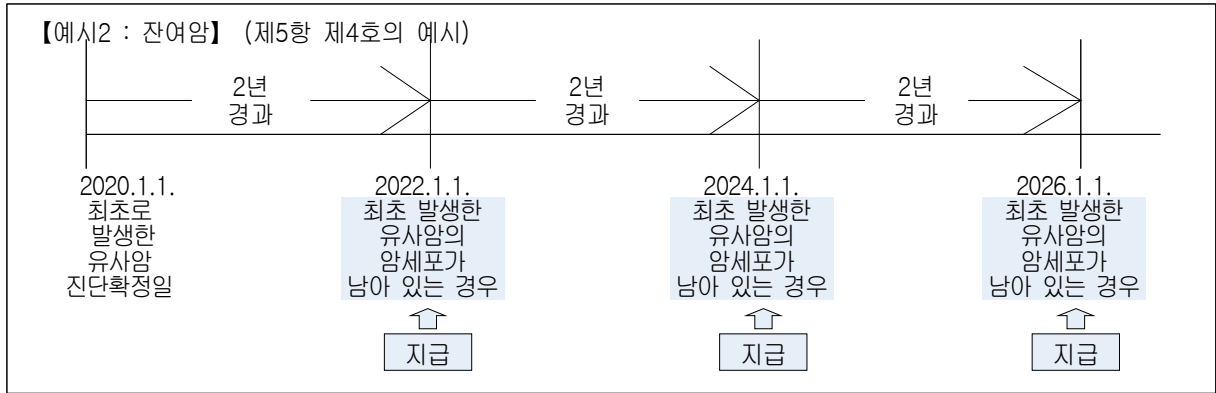 【예시2 : 잔여암】 (제5항 제4호의 예시)
2년
경과
2년
경과
2년
경과
2020.1.1.
최초로
발생한
유사암
진단확정일
2022.1.1.
최초 발생한
유사암의
암세포가
남아 있는 경우
지급
2024.1.1.
최초 발생한
유사암의
암세포가
남아 있는 경우
지급
2026.1.1.
최초 발생한
유사암의
암세포가
남아 있는 경우
지급